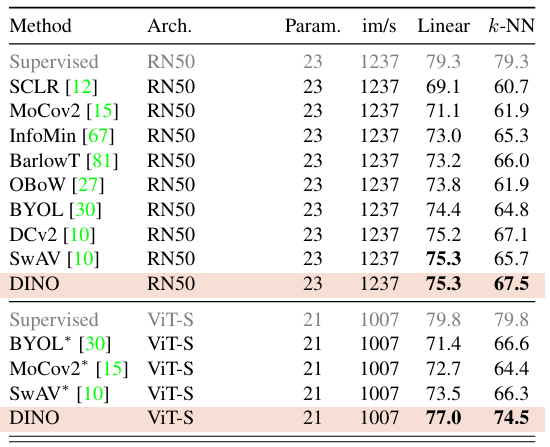 Method Arch. Param. im/s Linear k-NN
Supervised RN50 23 1237 79.3 79.3
SCLR [12] RN50 23 1237 69.1 60.7
MoCov2 [15] RN50 23 1237 71.1 61.9
InfoMin [67] RN50 23 1237 73.0 65.3
BarlowT [81] RN50 23 1237 73.2 66.0
OBoW [27] RN50 23 1237 73.8 61.9
BYOL [30] RN50 23 1237 74.4 64.8
DCv2 [10] RN50 23 1237 75.2 67.1
SwAV [10] RN50 23 1237 75.3 65.7
DINO RN50 23 1237 75.3 67.5
Supervised ViT-S 21 1007 79.8 79.8
BYOL* [30] ViT-S 21 1007 71.4 66.6
MoCov2* [15] ViT-S 21 1007 72.7 64.4
SwAV* [10] ViT-S 21 1007 73.5 66.3
DINO ViT-S 21 1007 77.0 74.5